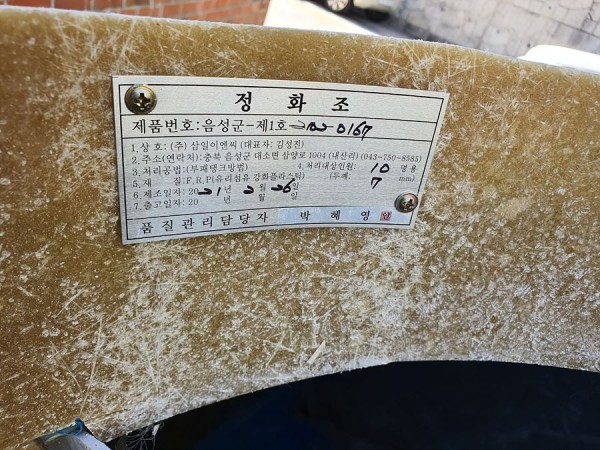 정 화 조
제품번호:음성군-제1호-20-0167
1.상 호:(주) 삼일이엔씨 (대표자: 김성진)
2.주소(연락처):충북 음성군 대소면 삼양로 1004 (내산리) (043-750-8585)
3.처리공법:(부패탱크방법) 4.처리대상인원: 10 명용
5.재 질:F.R.P(유리섬유 강화플라스틱) (두께: 7 mm)
6.제조일자: 2021년 2월 26일
7.출고일자: 20 년 월 일
품질관리담당자 박 혜 영